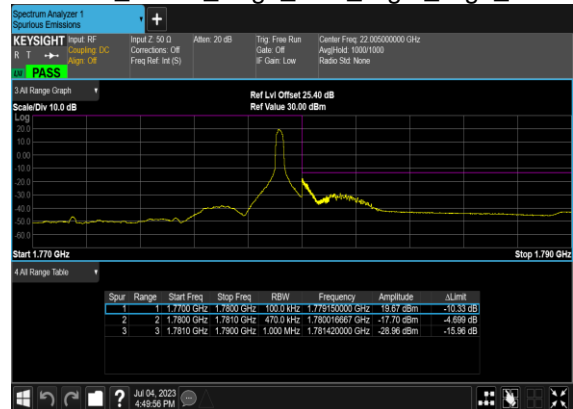 Spectrum Analyzer 1
Spurious Emissions
+
KEYSIGHT Input: RF
R T
Coupling: DC
Align: Off
Input Z: 50 Ω
Corrections: Off
Freq Ref: Int (S)
Atten: 20 dB
Trig: Free Run
Gate: Off
IF Gain: Low
Center Freq: 22.005000000 GHz
Avg|Hold: 1000/1000
Radio Std: None
PASS
3 All Range Graph
Scale/Div 10.0 dB
Ref Lvl Offset 25.40 dB
Ref Value 30.00 dBm
Log
20.0
10.0
0.00
-10.0
-20.0
-30.0
-40.0
-50.0
-60.0
Start 1.770 GHz
Stop 1.790 GHz
4 All Range Table
Spur Range Start Freq Stop Freq RBW Frequency Amplitude ΔLimit
1 1 1.7700 GHz 1.7800 GHz 100.0 kHz 1.779150000 GHz 19.67 dBm -10.33 dB
2 2 1.7800 GHz 1.7810 GHz 470.0 kHz 1.780016667 GHz -17.70 dBm -4.699 dB
3 3 1.7810 GHz 1.7900 GHz 1.000 MHz 1.781420000 GHz -28.96 dBm -15.96 dB
?
Jul 04, 2023
4:49:56 PM